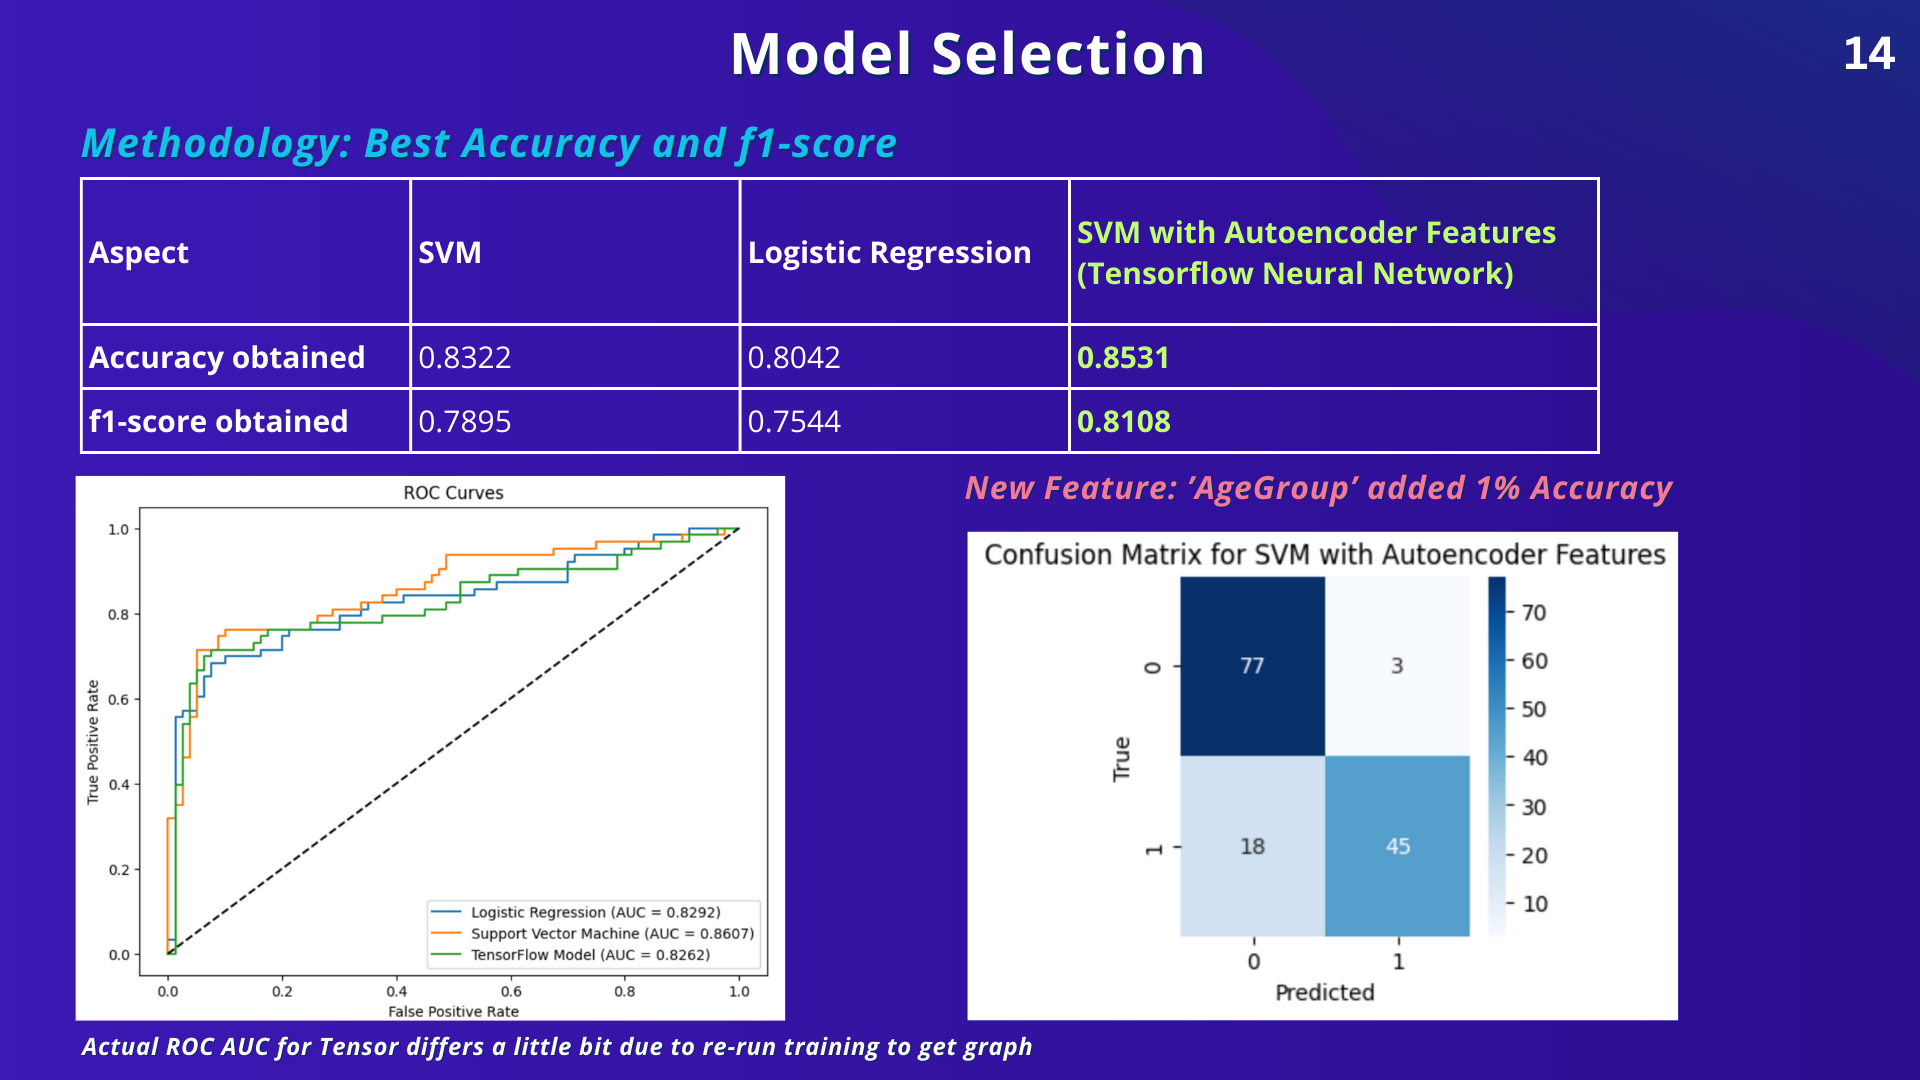 Model Selection
14
Methodology: Best Accuracy and f1-score
Aspect
SVM
Logistic Regression
SVM with Autoencoder Features
(Tensorflow Neural Network)
Accuracy obtained
0.8322
0.8042
0.8531
f1-score obtained
0.7895
0.7544
0.8108
ROC Curves
1.0
0.8
0.6
0.4
0.2
0.0
True Positive Rate
Logistic Regression (AUC = 0.8292)
Support Vector Machine (AUC = 0.8607)
TensorFlow Model (AUC = 0.8262)
0.0
0.2
0.4
0.6
0.8
1.0
False Positive Rate
Actual ROC AUC for Tensor differs a little bit due to re-run training to get graph
New Feature: ’AgeGroup’ added 1% Accuracy
Confusion Matrix for SVM with Autoencoder Features
True
0
77
3
1
18
45
0
1
Predicted
70
60
50
40
30
20
10